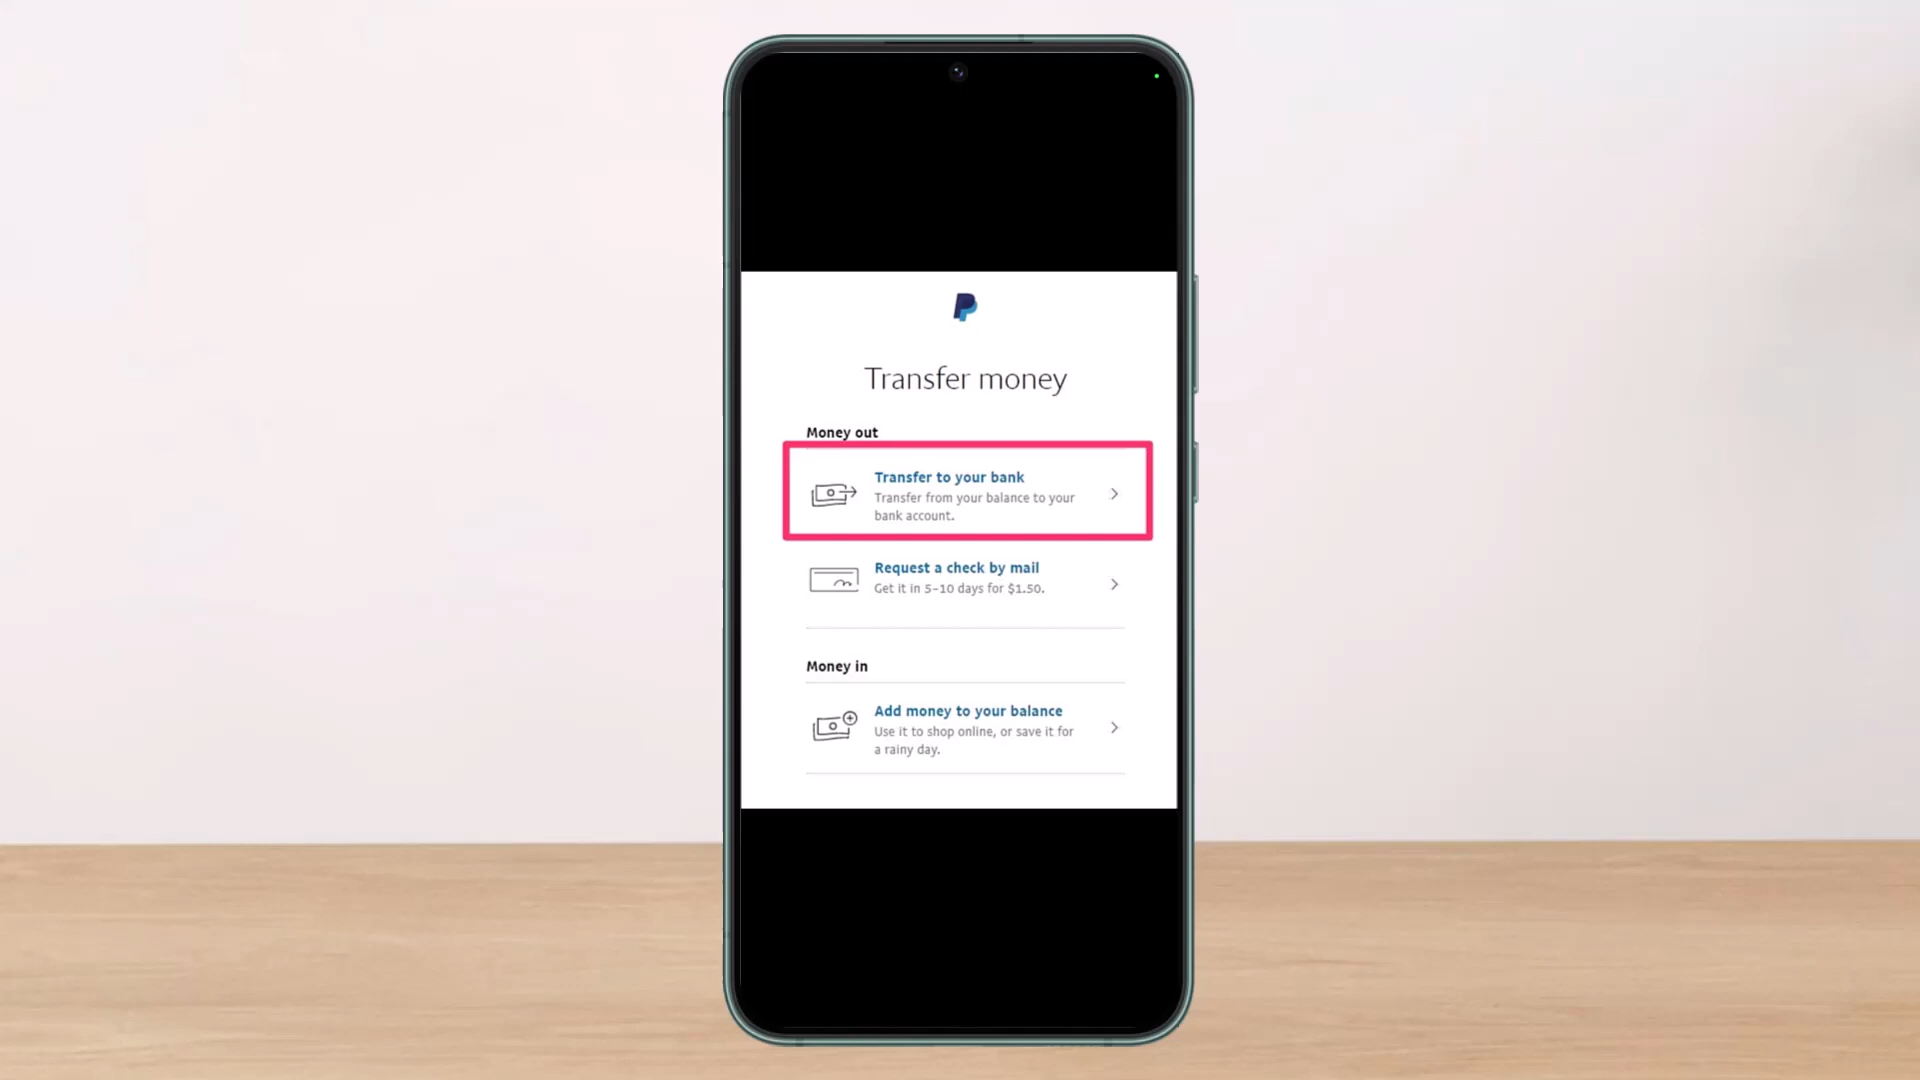 Transfer money
Money out
Transfer to your bank
Transfer from your balance to your
bank account.
Request a check by mail
Get it in 5-10 days for $1.50.
Money in
Add money to your balance
Use it to shop online, or save it for
a rainy day.